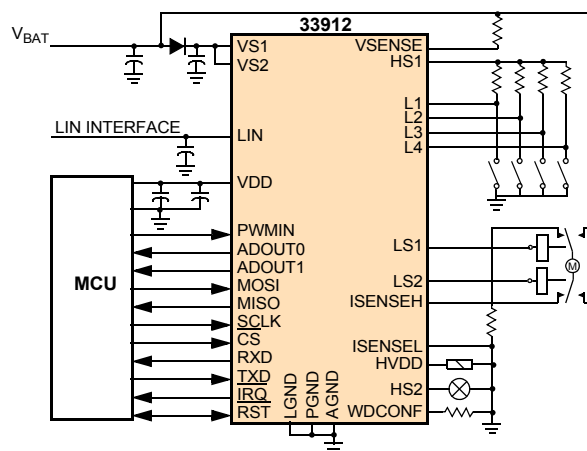 33912
VBAT
VS1
VS2
VSENSE
HS1
L1
L2
L3
L4
LIN INTERFACE
LIN
VDD
MCU
PWMIN
ADOUT0
ADOUT1
MOSI
MISO
SCLK
CS
RXD
TXD
IRQ
RST
LS1
LS2
M
ISENSEH
ISENSEL
HVDD
HS2
WDCONF
LGND
PGND
AGND